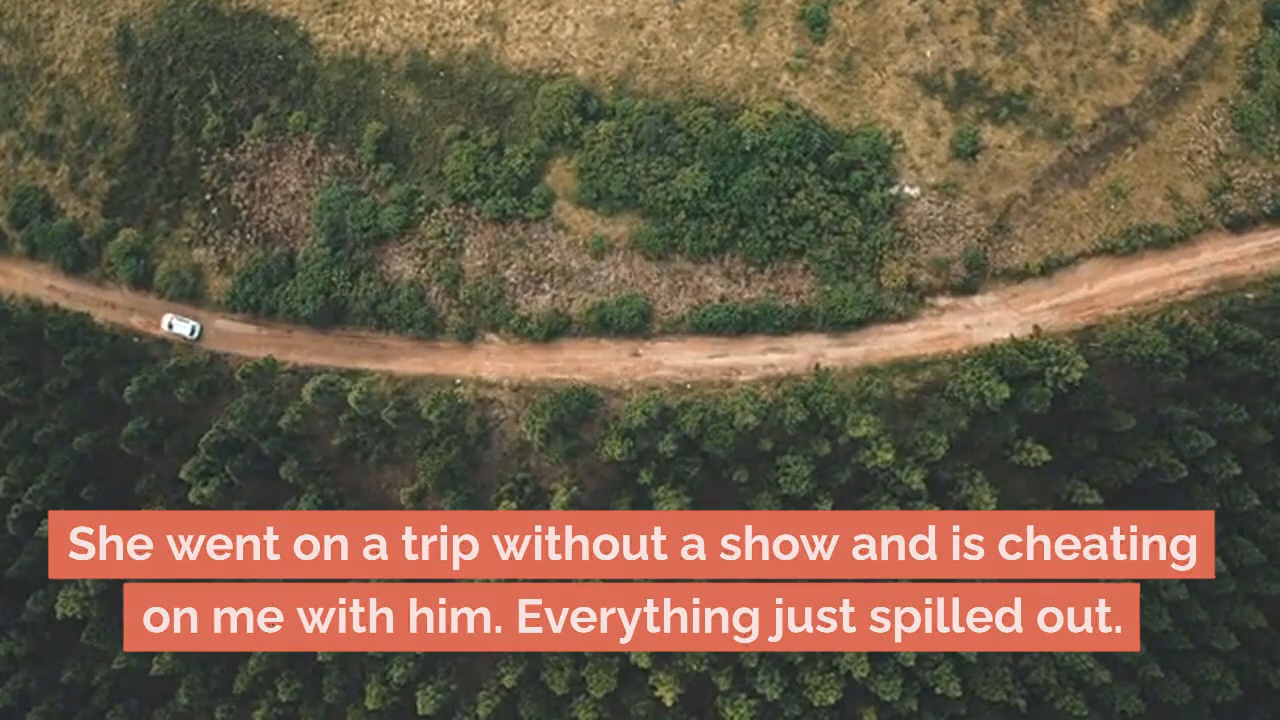 She went on a trip without a show and is cheating
on me with him. Everything just spilled out.